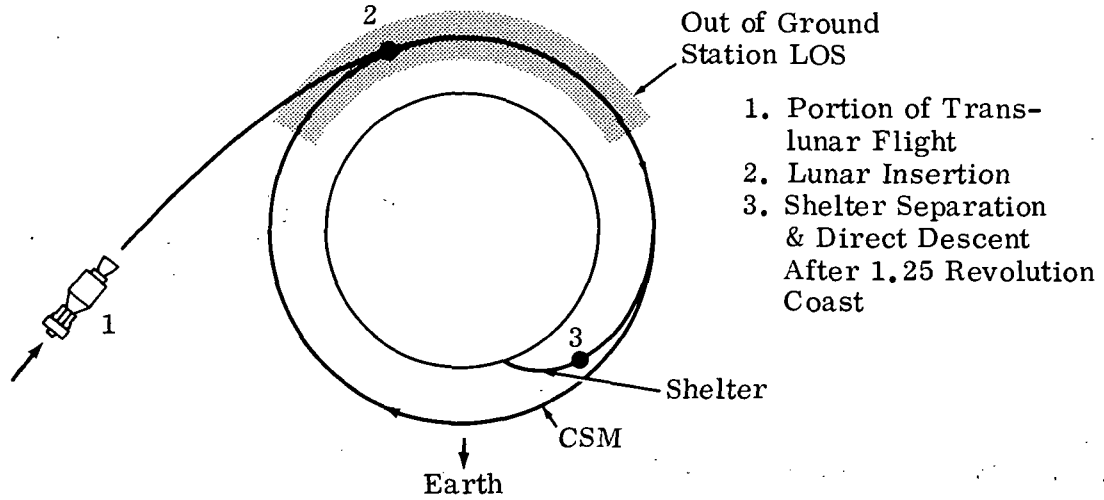 2
Out of Ground
Station LOS
1. Portion of Trans-
lunar Flight
2. Lunar Insertion
3. Shelter Separation
& Direct Descent
After 1.25 Revolution
Coast
1
3
Shelter
CSM
Earth